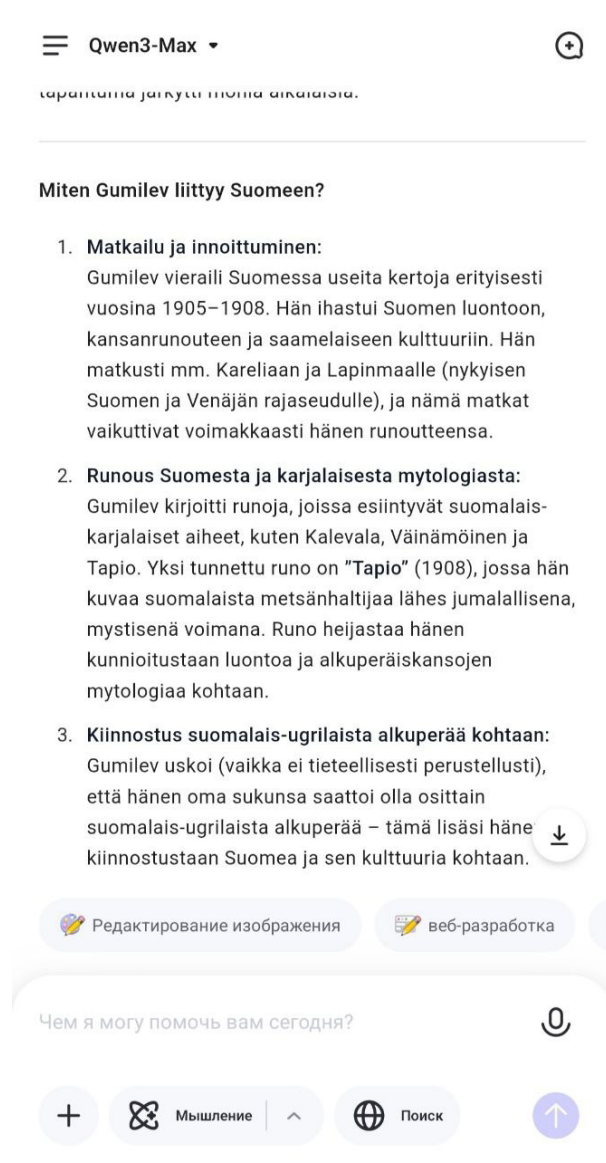 Qwen3-Max
tapahtuma järkytti monia aikalaisia.
Miten Gumilev liittyy Suomeen?
1. Matkailu ja innoittuminen:
Gumilev vieraili Suomessa useita kertoja erityisesti
vuosina 1905–1908. Hän ihastui Suomen luontoon,
kansanrunouteen ja saamelaiseen kulttuuriin. Hän
matkusti mm. Kareliaan ja Lapinmaalle (nykyisen
Suomen ja Venäjän rajaseudulle), ja nämä matkat
vaikuttivat voimakkaasti hänen runoutteensa.
2. Runous Suomesta ja karjalaisesta mytologiasta:
Gumilev kirjoitti runoja, joissa esiintyvät suomalais-
karjalaiset aiheet, kuten Kalevala, Väinämöinen ja
Tapio. Yksi tunnettu runo on ”Tapio” (1908), jossa hän
kuvaa suomalaista metsänhaltijaa lähes jumalallisena,
mystisenä voimana. Runo heijastaa hänen
kunnioitustaan luontoa ja alkuperäiskansojen
mytologiaa kohtaan.
3. Kiinnostus suomalais-ugrilaista alkuperää kohtaan:
Gumilev uskoi (vaikka ei tieteellisesti perustellusti),
että hänen oma sukunsa saattoi olla osittain
suomalais-ugrilaista alkuperää – tämä lisäsi häne
kiinnostustaan Suomea ja sen kulttuuria kohtaan.
Редактирование изображения
веб-разработка
Чем я могу помочь вам сегодня?
Мышление
Поиск